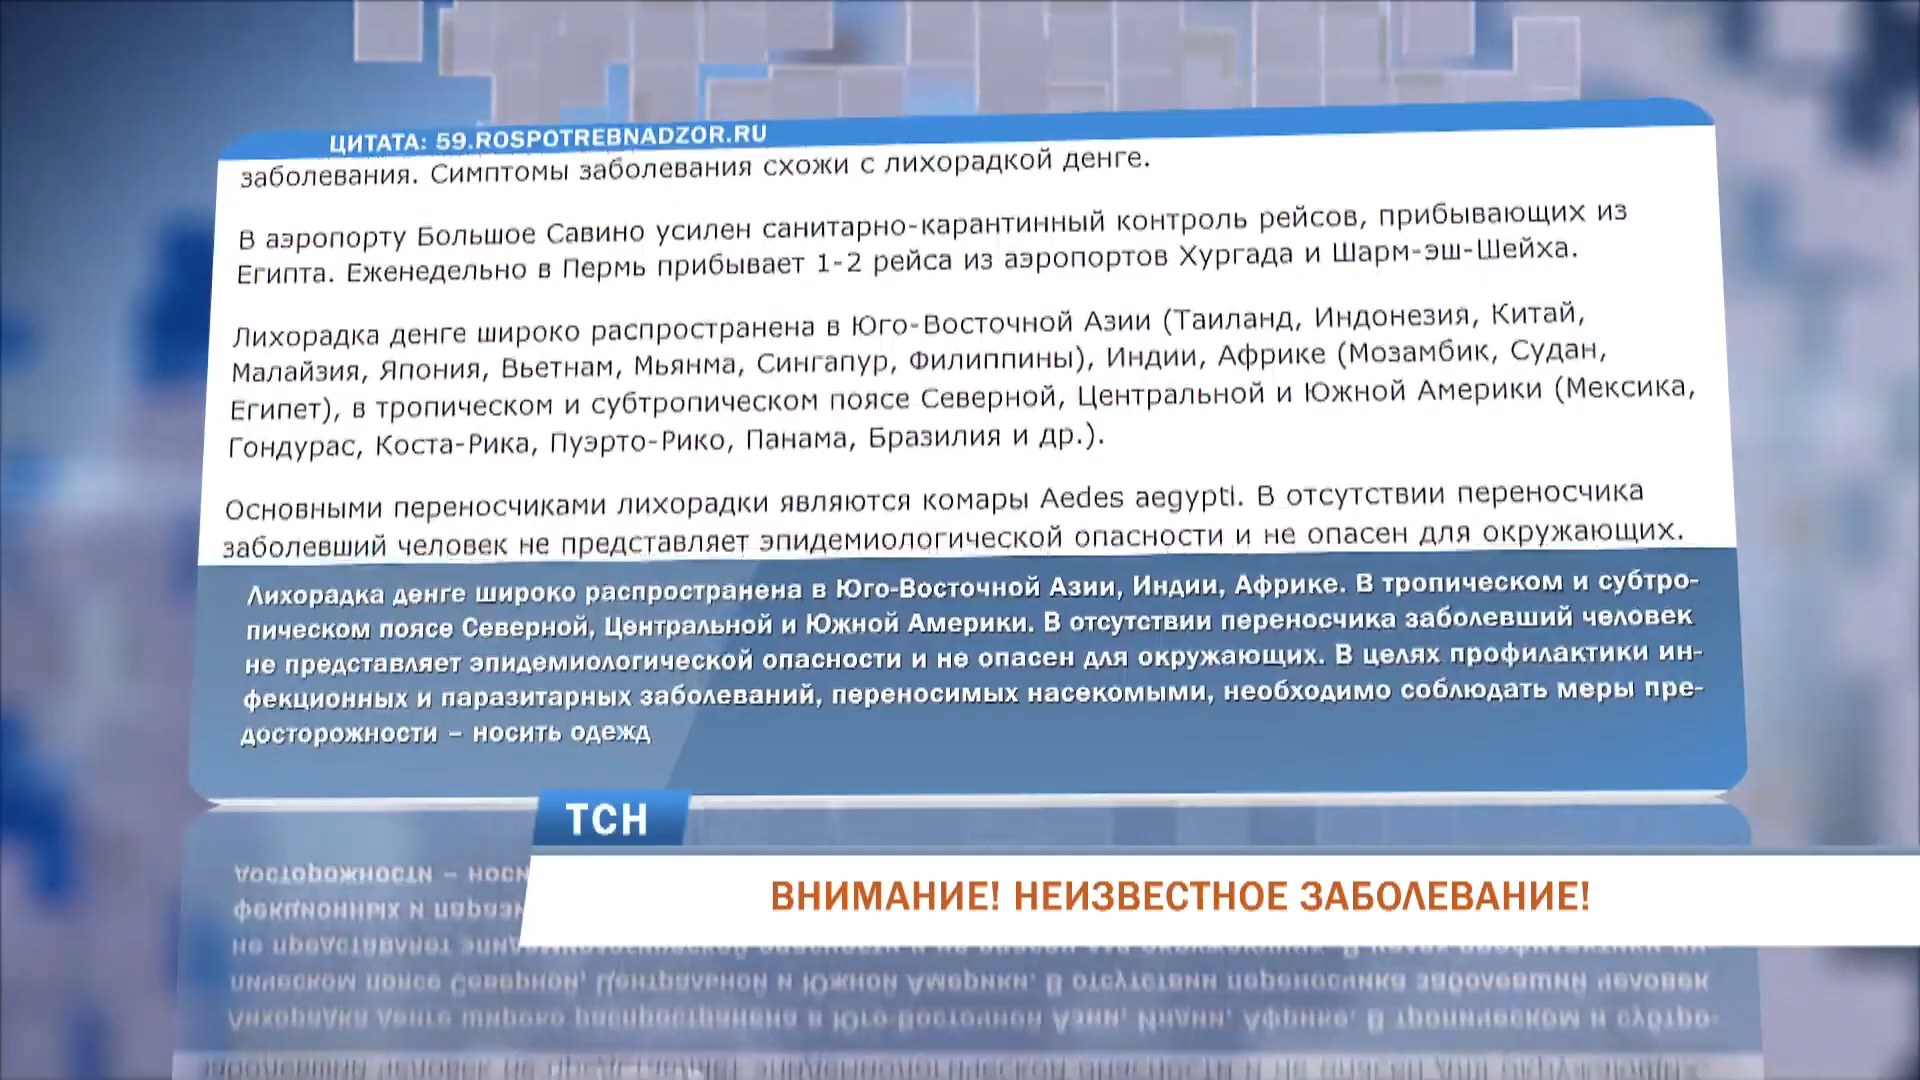 ЦИТАТА: 59.ROSPOTREBNADZOR.RU
заболевания. Симптомы заболевания схожи с лихорадкой денге.
В аэропорту Большое Савино усилен санитарно-карантинный контроль рейсов, прибывающих из
Египта. Еженедельно в Пермь прибывает 1-2 рейса из аэропортов Хургада и Шарм-эш-Шейха.
Лихорадка денге широко распространена в Юго-Восточной Азии (Таиланд, Индонезия, Китай,
Малайзия, Япония, Вьетнам, Мьянма, Сингапур, Филиппины), Индии, Африке (Мозамбик, Судан,
Египет), в тропическом и субтропическом поясе Северной, Центральной и Южной Америки (Мексика,
Гондурас, Коста-Рика, Пуэрто-Рико, Панама, Бразилия и др.).
Основными переносчиками лихорадки являются комары Aedes aegypti. В отсутствии переносчика
заболевший человек не представляет эпидемиологической опасности и не опасен для окружающих.
Лихорадка денге широко распространена в Юго-Восточной Азии, Индии, Африке. В тропическом и субтро-
пическом поясе Северной, Центральной и Южной Америки. В отсутствии переносчика заболевший человек
не представляет эпидемиологической опасности и не опасен для окружающих. В целях профилактики ин-
фекционных и паразитарных заболеваний, переносимых насекомыми, необходимо соблюдать меры пре-
досторожности – носить одежд
ТСН
ВНИМАНИЕ! НЕИЗВЕСТНОЕ ЗАБОЛЕВАНИЕ!